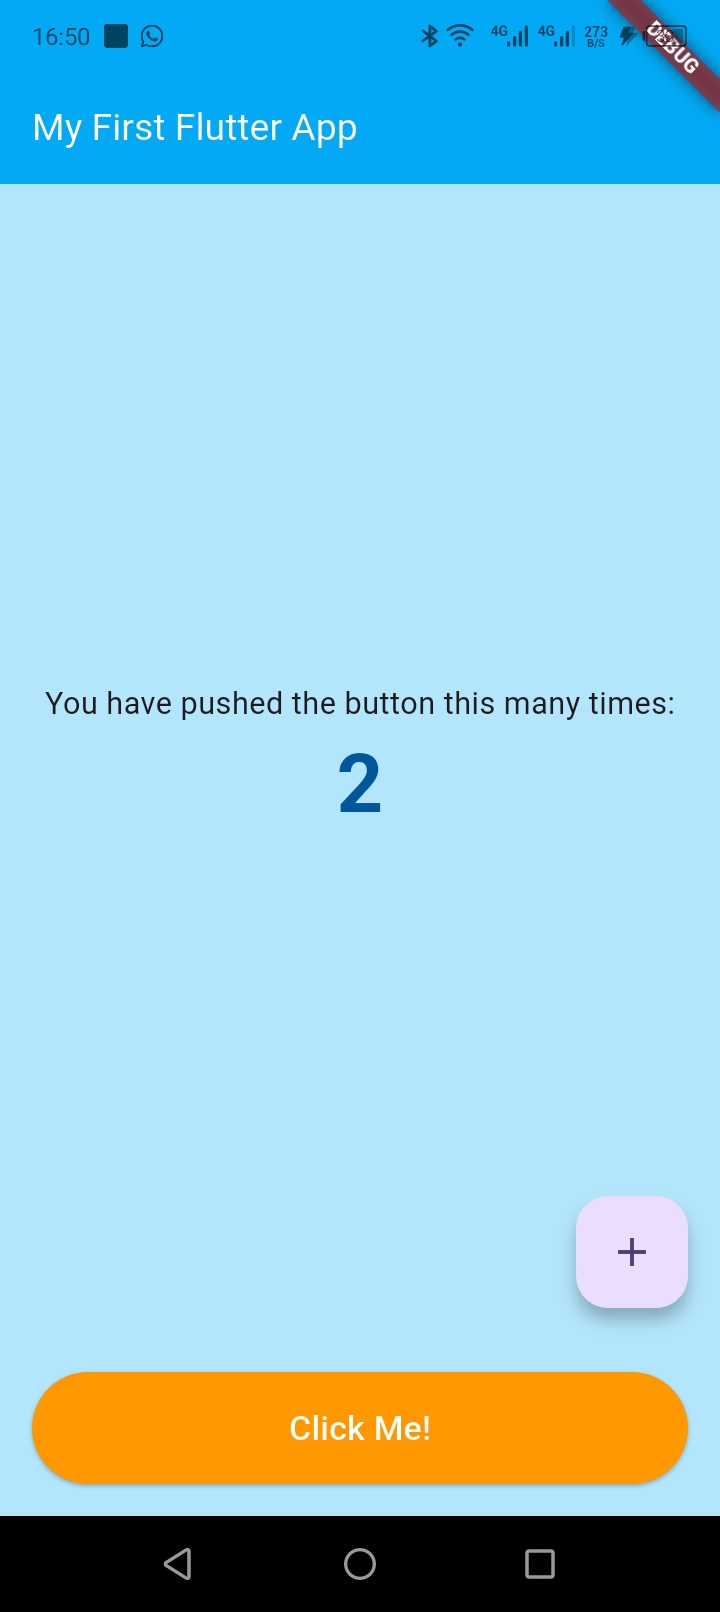 16:50
4G 4G 273 B/S
DEBUG
My First Flutter App
You have pushed the button this many times:
2
Click Me!